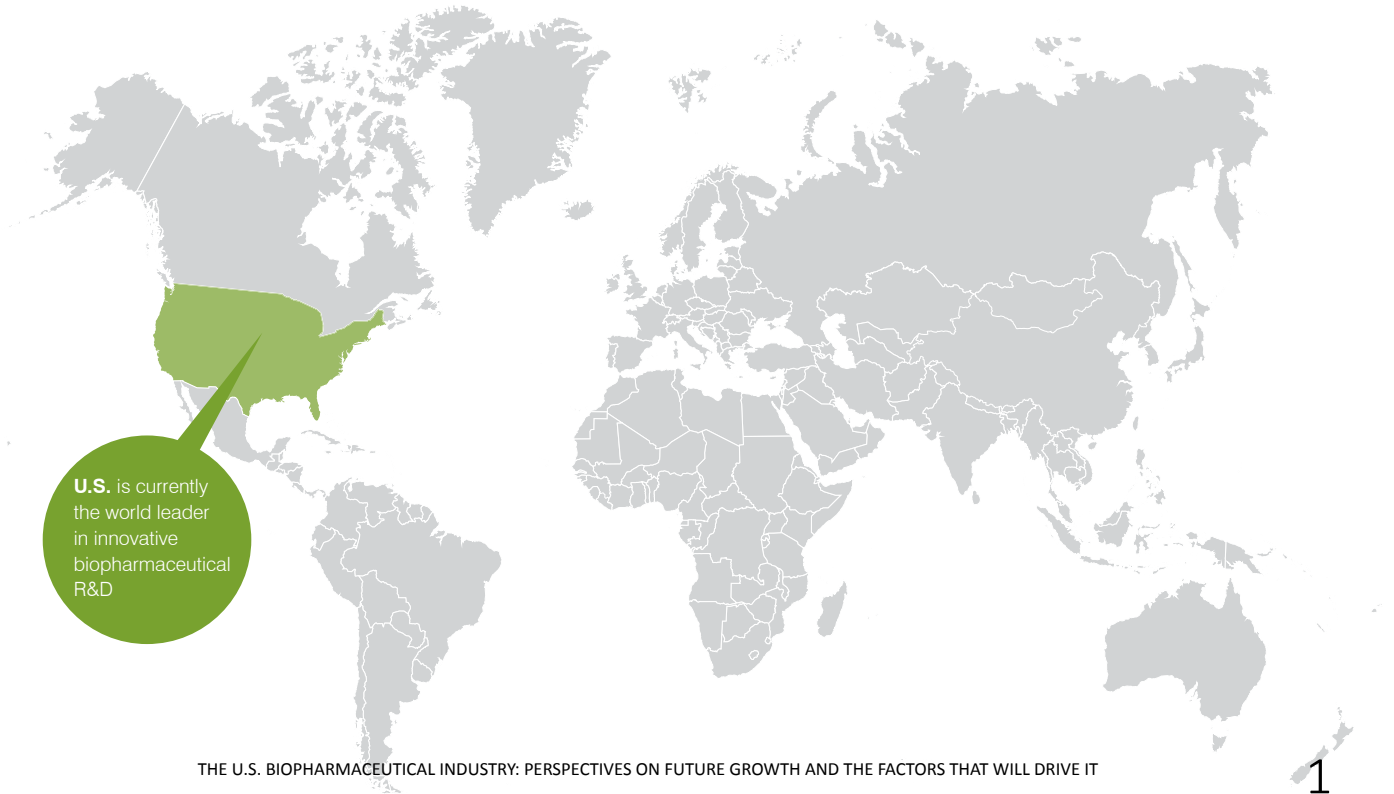 U.S. is currently
the world leader
in innovative
biopharmaceutical
R&D
THE U.S. BIOPHARMACEUTICAL INDUSTRY: PERSPECTIVES ON FUTURE GROWTH AND THE FACTORS THAT WILL DRIVE IT
1